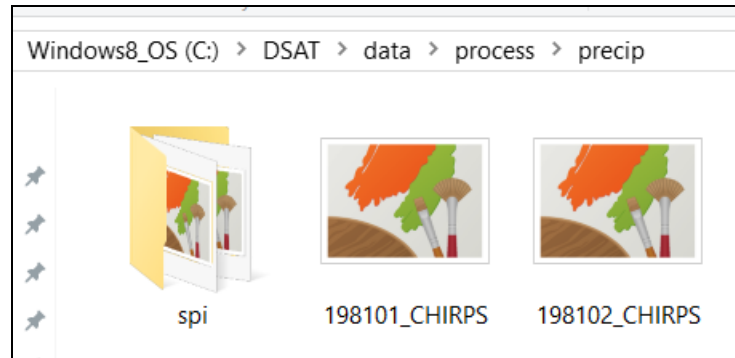 Windows8_OS (C:) > DSAT > data > process > precip
spi
198101_CHIRPS
198102_CHIRPS